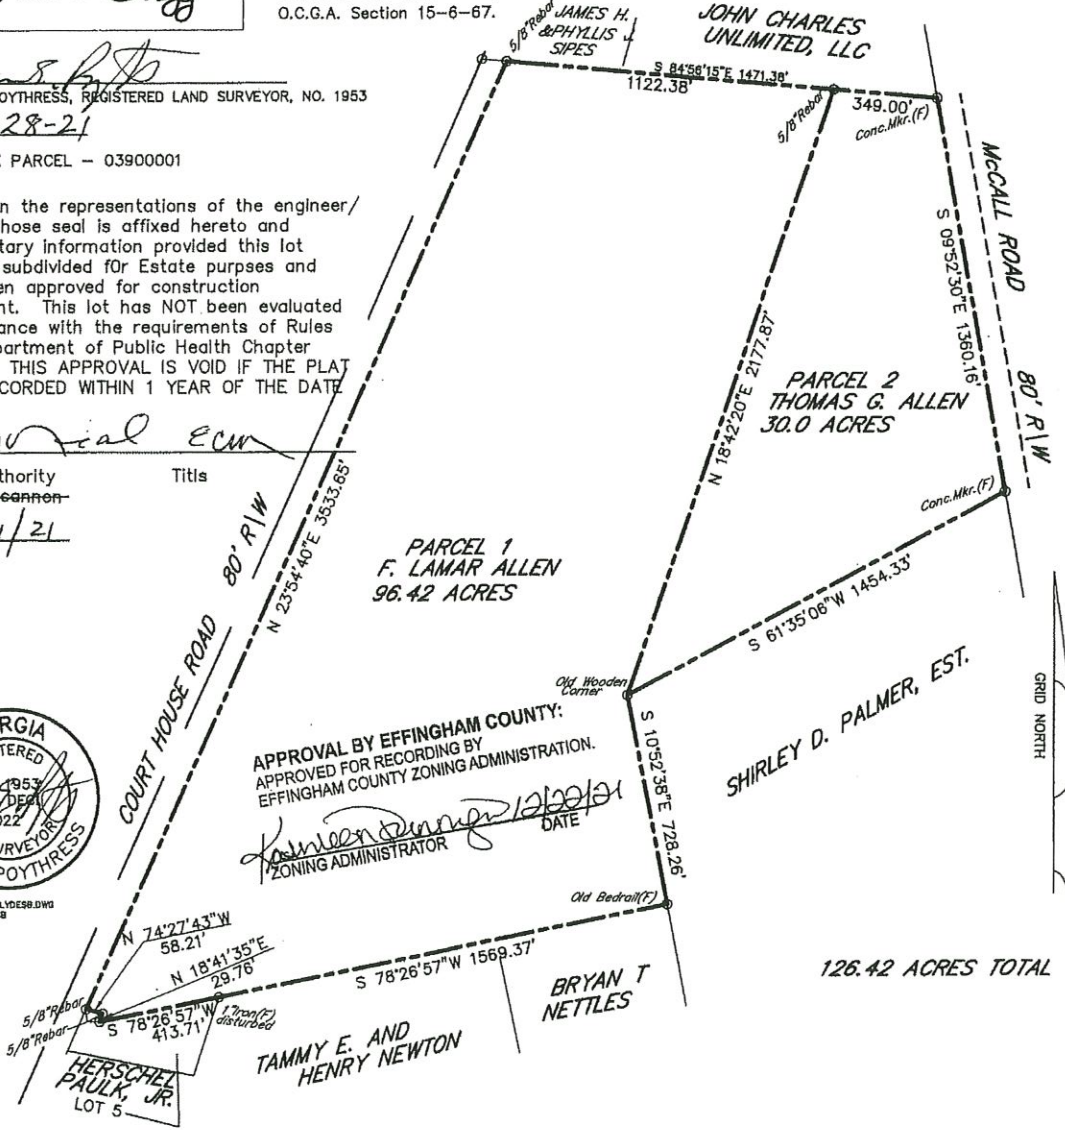 O.C.G.A. Section 15-6-67.
OYTHRESS, REGISTERED LAND SURVEYOR, NO. 1953
28-21
PARCEL - 03900001
n the representations of the engineer/
hose seal is affixed hereto and
tary information provided this lot
subdivided fOr Estate purpses and
en approved for construction
nt. This lot has NOT been evaluated
ance with the requirements of Rules
partment of Public Health Chapter
THIS APPROVAL IS VOID IF THE PLAT
CORDED WITHIN 1 YEAR OF THE DATE
thority Titls
/21
5/8"Rebar
JAMES H.
&PHYLLIS J
SIPES
JOHN CHARLES
UNLIMITED, LLC
S 84°56'15"E 1471.38'
1122.38'
349.00'
5/8"Rebar
Conc.Mkr.(F)
McCALL ROAD 80' R\W
S 09°52'30"E 1360.16'
N 18°42'20"E 2177.87'
PARCEL 2
THOMAS G. ALLEN
30.0 ACRES
Conc.Mkr.(F)
N 23°54'40"E 3533.65'
COURT HOUSE ROAD 80' R\W
PARCEL 1
F. LAMAR ALLEN
96.42 ACRES
S 61°35'06"W 1454.33'
Old Wooden
Corner
SHIRLEY D. PALMER, EST.
GRID NORTH
APPROVAL BY EFFINGHAM COUNTY:
APPROVED FOR RECORDING BY
EFFINGHAM COUNTY ZONING ADMINISTRATION.
12/22/21
ZONING ADMINISTRATOR DATE
S 10°52'38"E 728.26'
RGIA
TERED
1953
2022
SURVEYOR
POYTHRESS
LYDESB.DWG
Old Bedrail(F)
N 74°27'43"W
58.21'
N 18°41'35"E
29.76'
S 78°26'57"W 1569.37'
126.42 ACRES TOTAL
5/8"Rebar
5/8"Rebar
S 78°26'57"W
413.71'
1"Iron(F)
disturbed
BRYAN T
NETTLES
TAMMY E. AND
HENRY NEWTON
HERSCHEL
PAULK, JR.
LOT 5